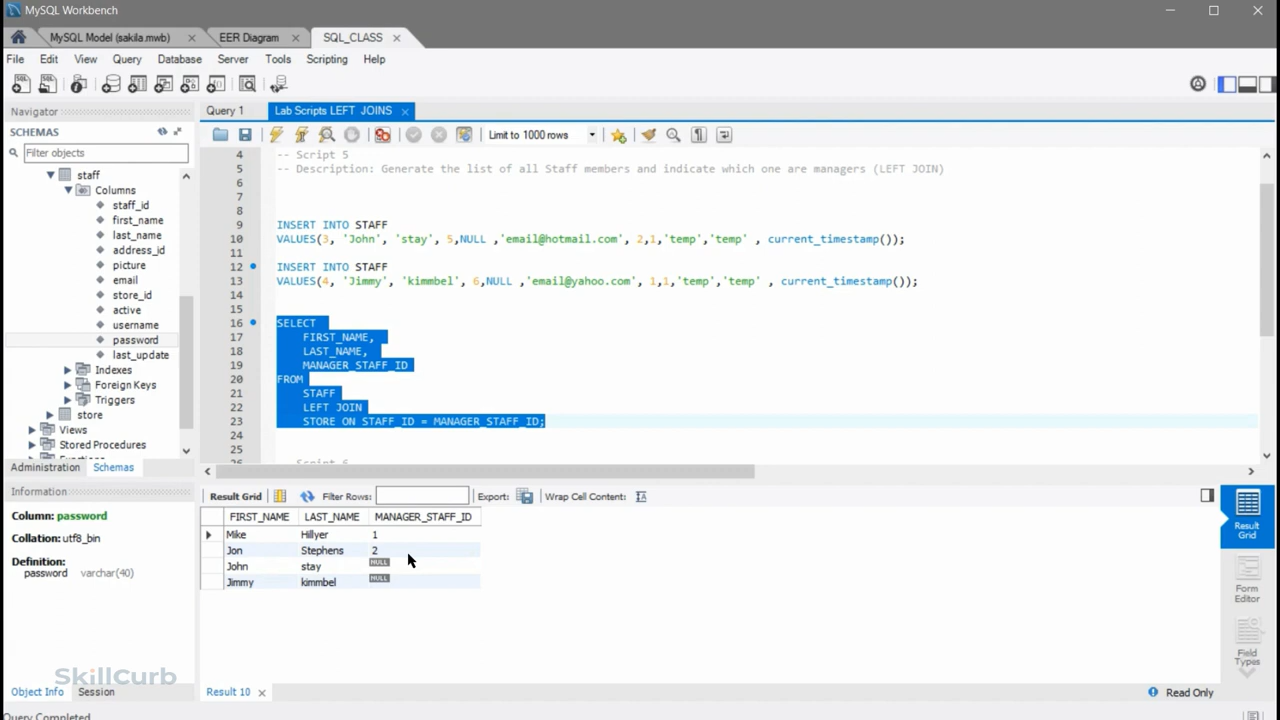 MySQL Workbench
MySQL Model (sakila.mwb) EER Diagram SQL_CLASS
File Edit View Query Database Server Tools Scripting Help
Navigator
SCHEMAS
Filter objects
staff
Columns
staff_id
first_name
last_name
address_id
picture
email
store_id
active
username
password
last_update
Indexes
Foreign Keys
Triggers
store
Views
Stored Procedures
Administration Schemas
Information
Column: password
Collation: utf8_bin
Definition:
password varchar(40)
Object Info Session
Query Completed
Query 1 Lab Scripts LEFT JOINS
Limit to 1000 rows
4 -- Script 5
5 -- Description: Generate the list of all Staff members and indicate which one are managers (LEFT JOIN)
6
7
8
9 INSERT INTO STAFF
10 VALUES(3, 'John', 'stay', 5,NULL ,'email@hotmail.com', 2,1,'temp','temp' , current_timestamp());
11
12 INSERT INTO STAFF
13 VALUES(4, 'Jimmy', 'kimmbel', 6,NULL ,'email@yahoo.com', 1,1,'temp','temp' , current_timestamp());
14
15
16 SELECT
17 FIRST_NAME,
18 LAST_NAME,
19 MANAGER_STAFF_ID
20 FROM
21 STAFF
22 LEFT JOIN
23 STORE ON STAFF_ID = MANAGER_STAFF_ID;
24
25
Result Grid Filter Rows: Export: Wrap Cell Content:
FIRST_NAME LAST_NAME MANAGER_STAFF_ID
Mike Hillyer 1
Jon Stephens 2
John stay NULL
Jimmy kimmbel NULL
Result Grid
Form Editor
Field Types
Result 10 Read Only
SkillCurb